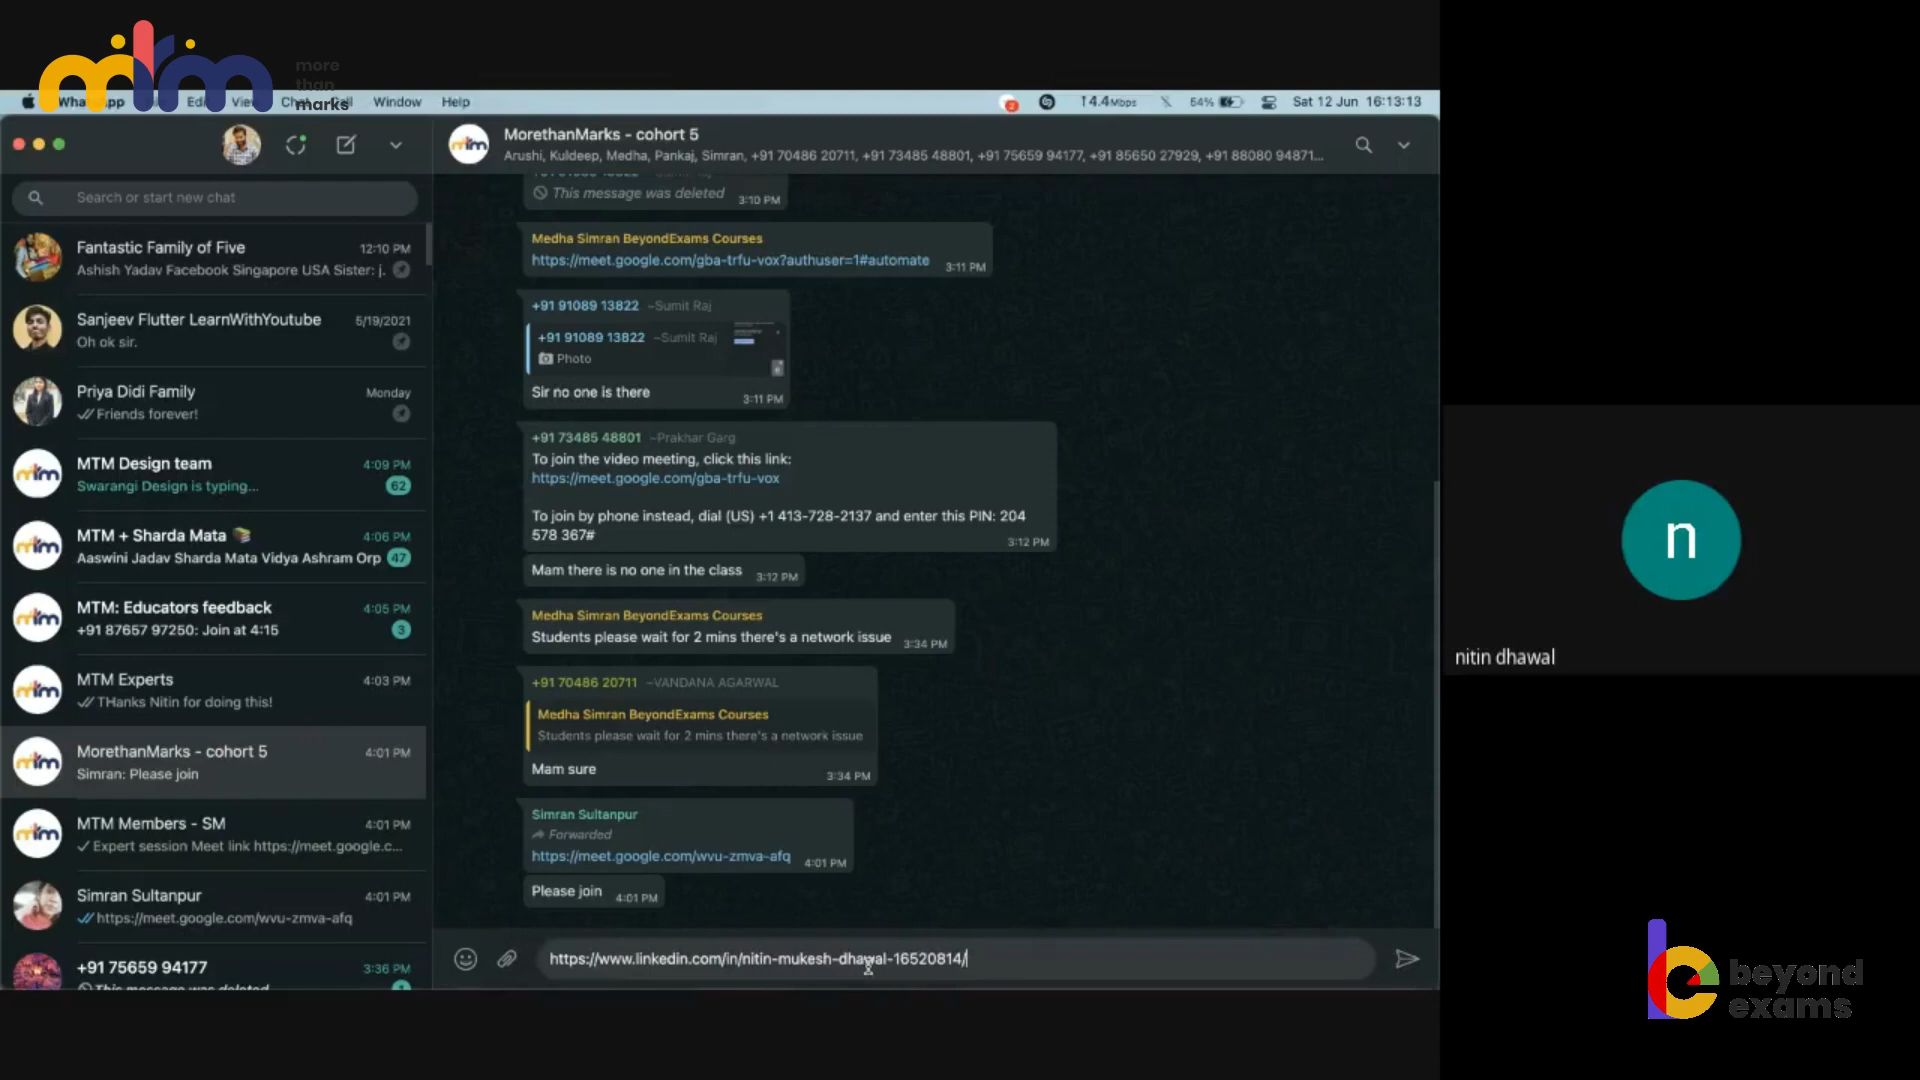 more
than
marks
WhatsApp Edit View Chat Call Window Help
2
4.4Mbps
54%
Sat 12 Jun 16:13:13
MorethanMarks - cohort 5
Arushi, Kuldeep, Medha, Pankaj, Simran, +91 70486 20711, +91 73485 48801, +91 75659 94177, +91 85650 27929, +91 88080 94871...
Search or start new chat
Fantastic Family of Five
12:10 PM
Ashish Yadav Facebook Singapore USA Sister: j.
Sanjeev Flutter LearnWithYoutube
5/19/2021
Oh ok sir.
Priya Didi Family
Monday
Friends forever!
MTM Design team
4:09 PM
Swarangi Design is typing...
62
MTM + Sharda Mata
4:06 PM
Aaswini Jadav Sharda Mata Vidya Ashram Orp
47
MTM: Educators feedback
4:05 PM
+91 87657 97250: Join at 4:15
3
MTM Experts
4:03 PM
THanks Nitin for doing this!
MorethanMarks - cohort 5
4:01 PM
Simran: Please join
MTM Members - SM
4:01 PM
Expert session Meet link https://meet.google.c...
Simran Sultanpur
4:01 PM
https://meet.google.com/wvu-zmva-afq
+91 75659 94177
3:36 PM
This message was deleted
This message was deleted
3:10 PM
Medha Simran BeyondExams Courses
https://meet.google.com/gba-trfu-vox?authuser=1#automate
3:11 PM
+91 91089 13822 ~Sumit Raj
+91 91089 13822 ~Sumit Raj
Photo
Sir no one is there
3:11 PM
+91 73485 48801 ~Prakhar Garg
To join the video meeting, click this link:
https://meet.google.com/gba-trfu-vox
To join by phone instead, dial (US) +1 413-728-2137 and enter this PIN: 204
578 367#
3:12 PM
Mam there is no one in the class
3:12 PM
Medha Simran BeyondExams Courses
Students please wait for 2 mins there's a network issue
3:34 PM
+91 70486 20711 ~VANDANA AGARWAL
Medha Simran BeyondExams Courses
Students please wait for 2 mins there's a network issue
Mam sure
3:34 PM
Simran Sultanpur
Forwarded
https://meet.google.com/wvu-zmva-afq
4:01 PM
Please join
4:01 PM
https://www.linkedin.com/in/nitin-mukesh-dhawal-16520814/
n
nitin dhawal
beyond
exams